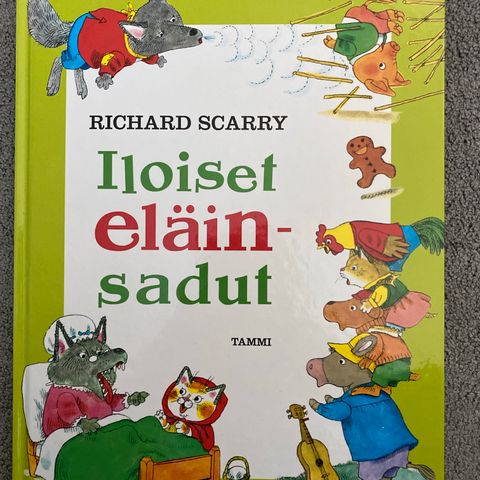 RICHARD SCARRY
Iloiset
eläin-
sadut
TAMMI